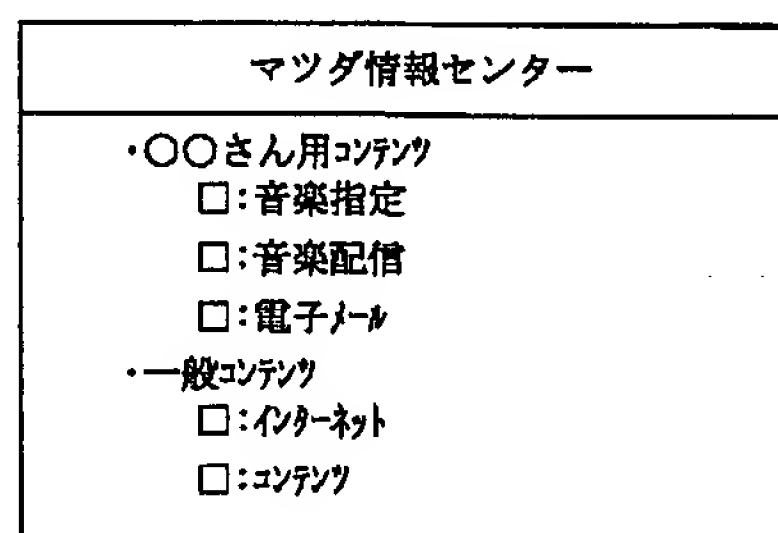 マツダ情報センター
・〇〇さん用コンテンツ
□:音楽指定
□:音楽配信
□:電子メール
・一般コンテンツ
□:インターネット
□:コンテンツ